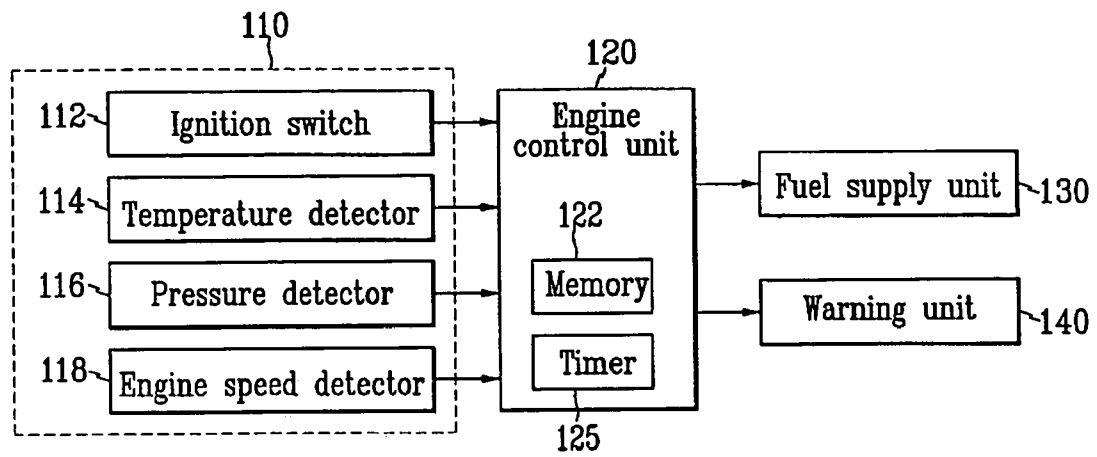 110
112
Ignition switch
114
Temperature detector
116
Pressure detector
118
Engine speed detector
120
Engine
control unit
122
Memory
Timer
125
Fuel supply unit
130
Warning unit
140